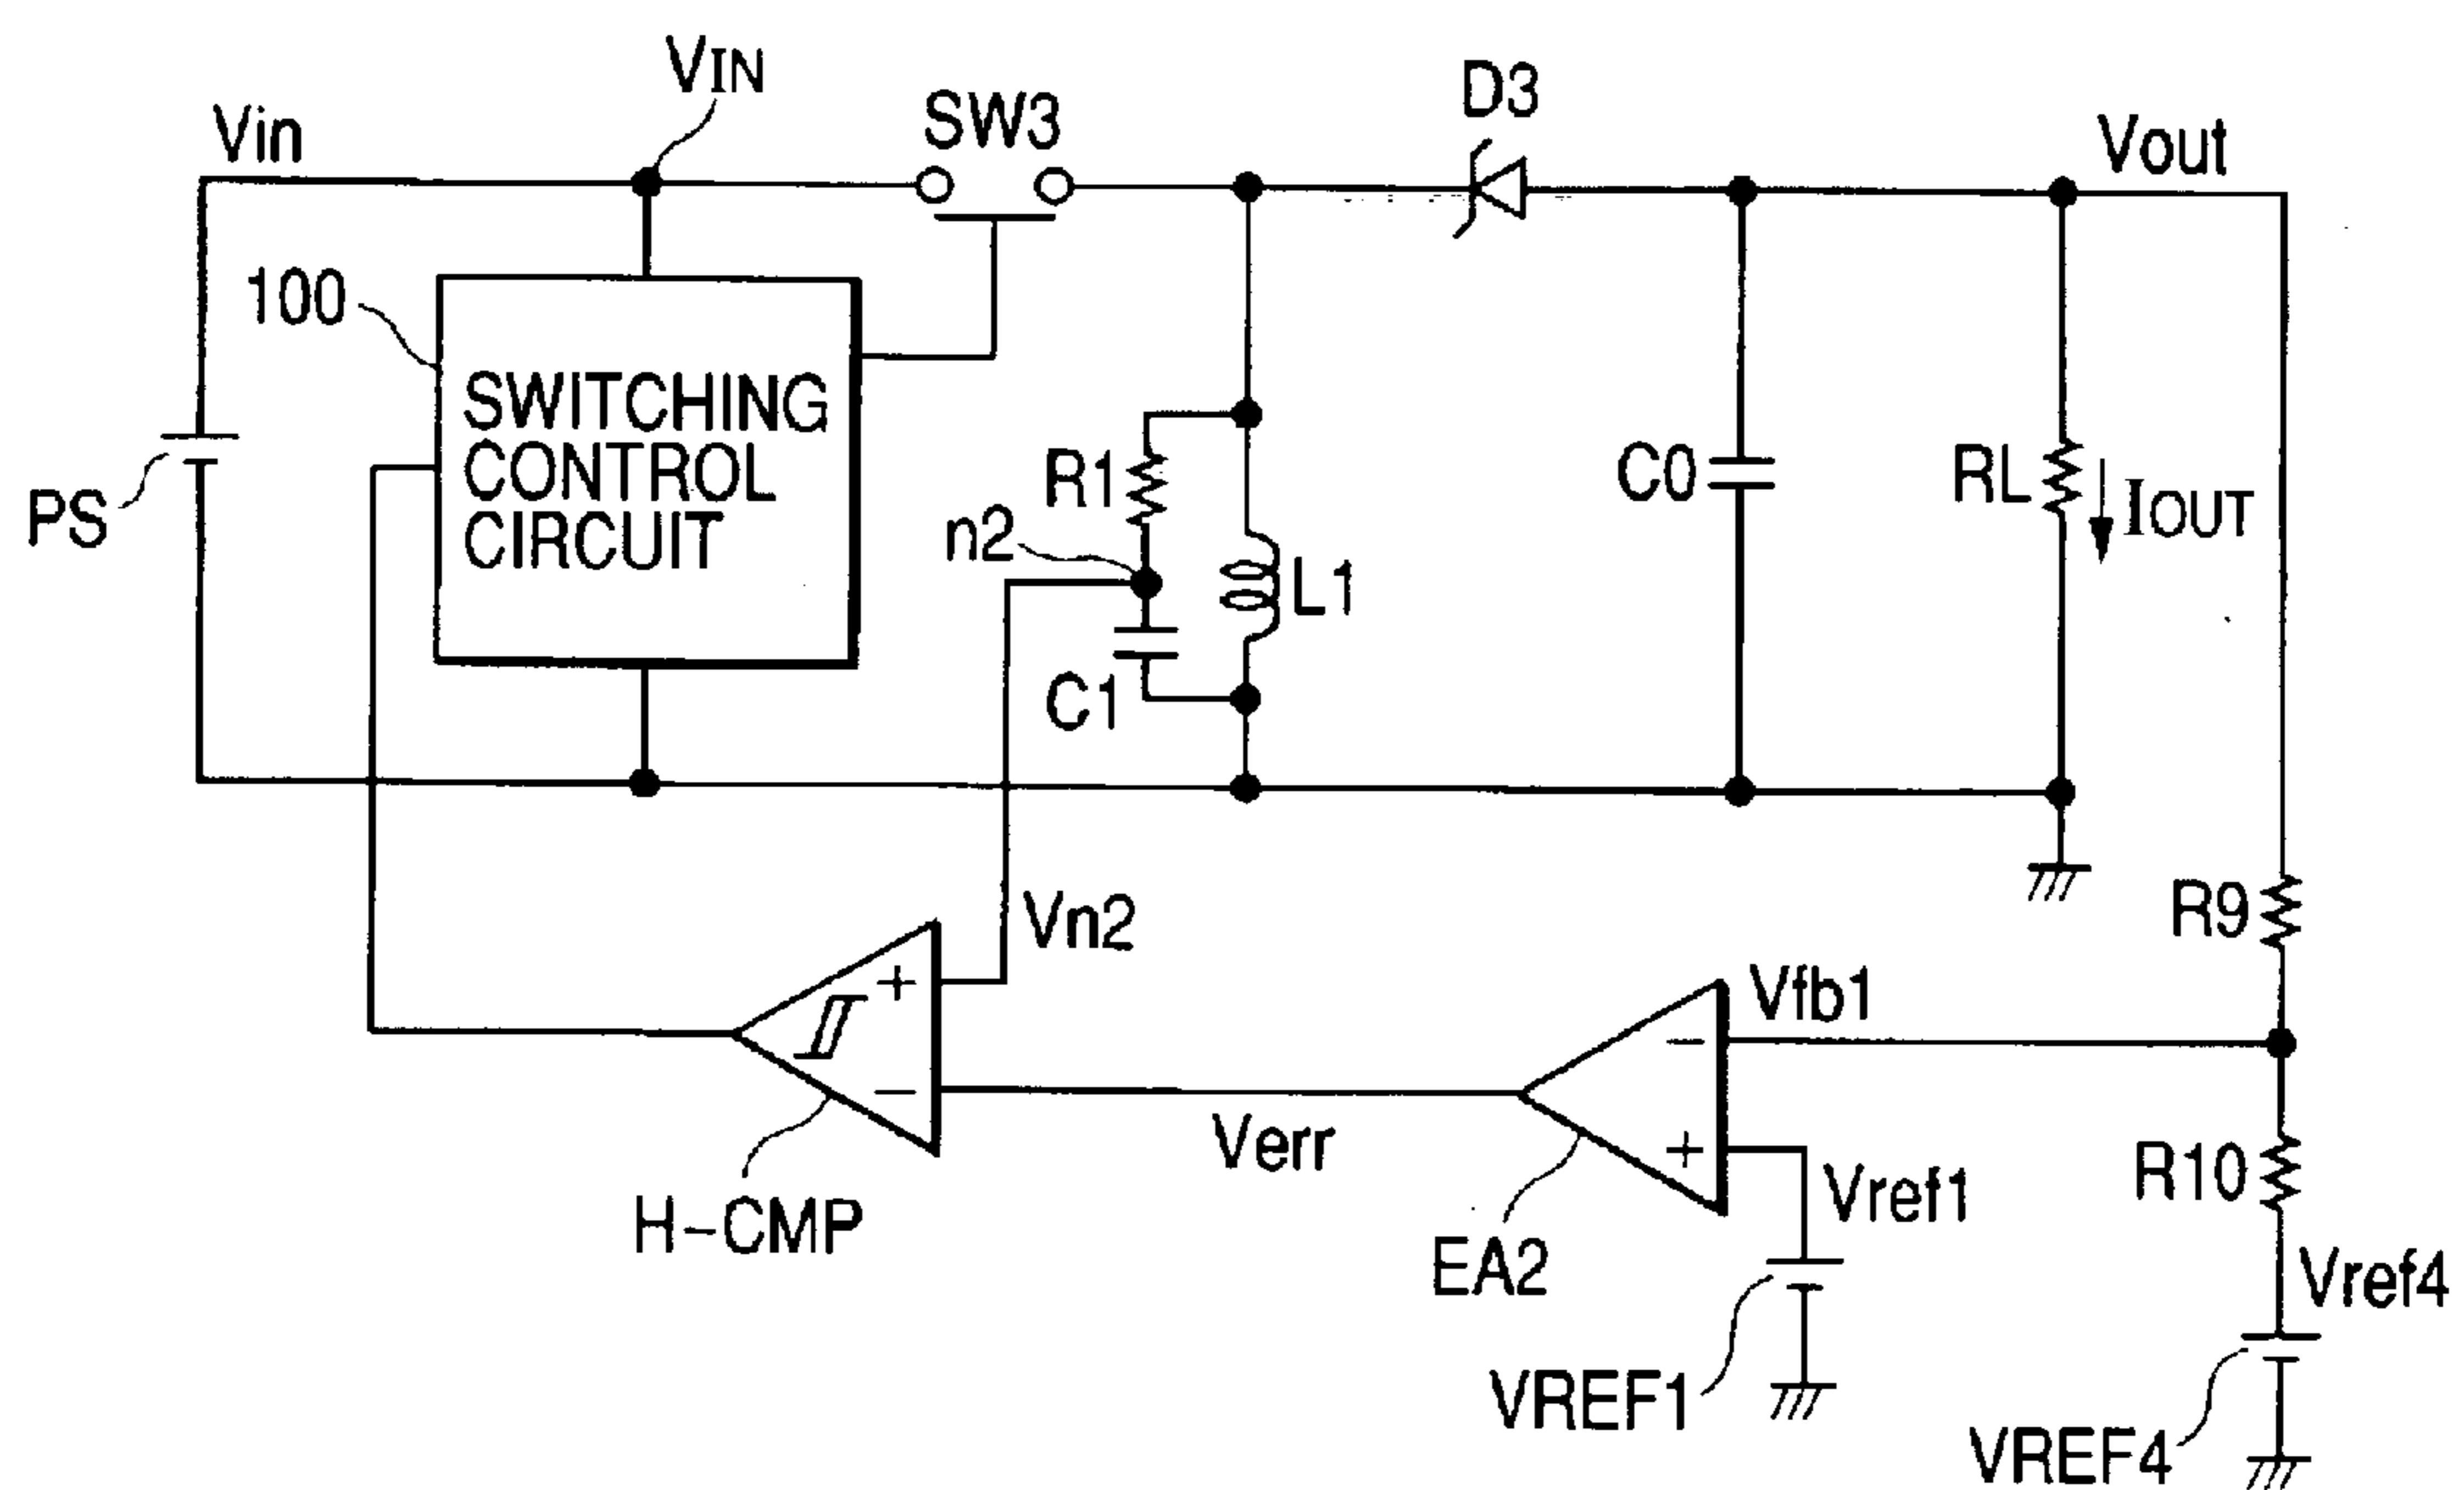 VIN
Vin
SW3
D3
Vout
100
SWITCHING
CONTROL
CIRCUIT
PS
R1
n2
L1
C1
C0
RL
IOUT
Vn2
R9
+
−
H-CMP
Verr
Vfb1
−
+
EA2
Vref1
VREF1
R10
Vref4
VREF4